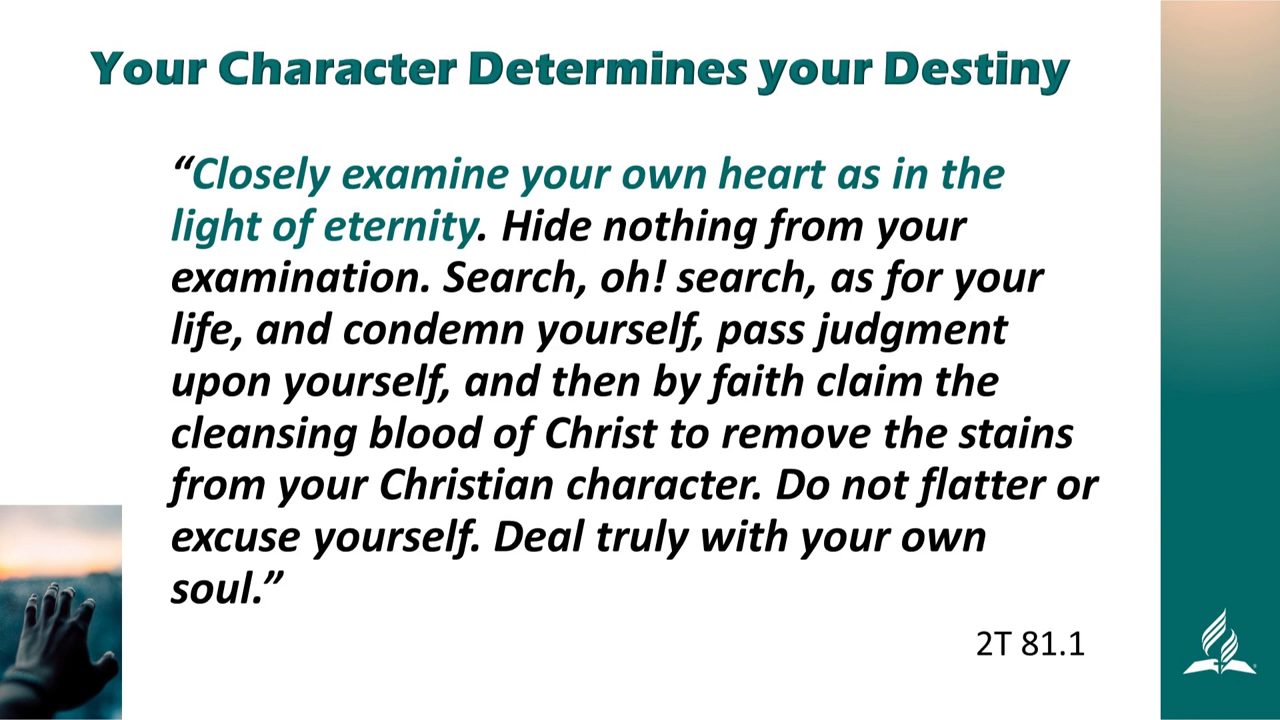 Your Character Determines your Destiny
“Closely examine your own heart as in the
light of eternity. Hide nothing from your
examination. Search, oh! search, as for your
life, and condemn yourself, pass judgment
upon yourself, and then by faith claim the
cleansing blood of Christ to remove the stains
from your Christian character. Do not flatter or
excuse yourself. Deal truly with your own
soul.”
2T 81.1